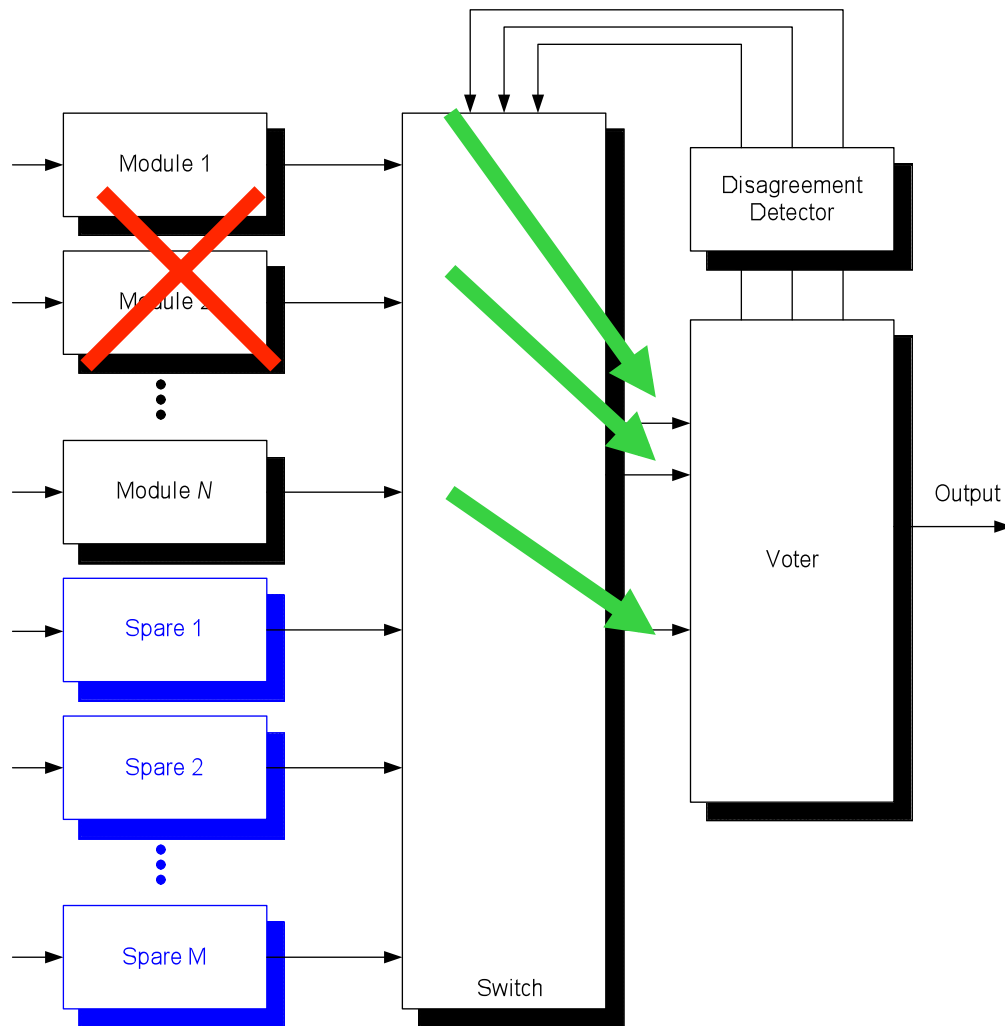 Module 1
Module 2
Module N
Spare 1
Spare 2
Spare M
Switch
Disagreement
Detector
Voter
Output